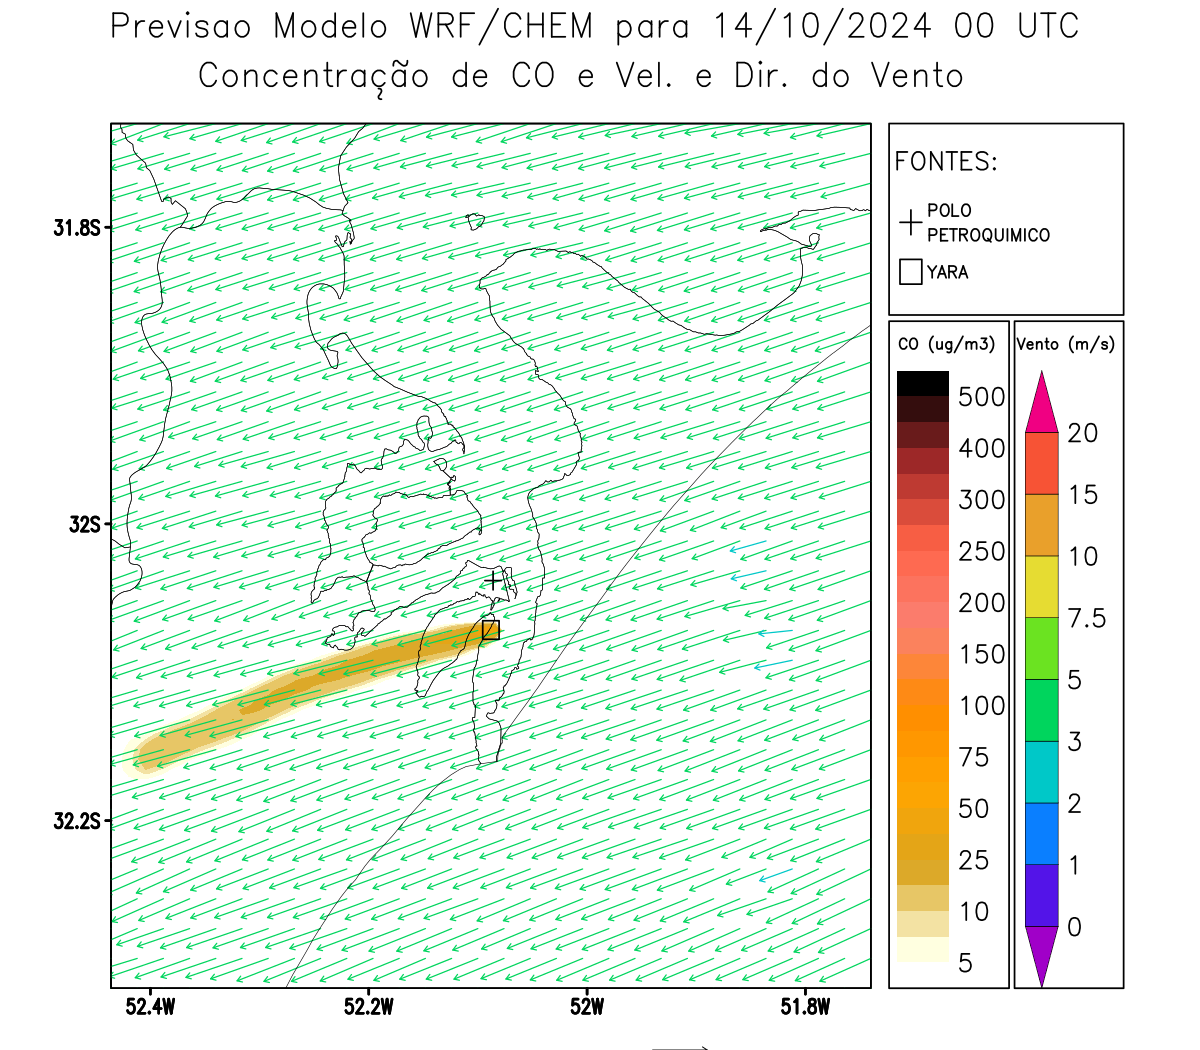 Previsao Modelo WRF/CHEM para 14/10/2024 00 UTC
Concentração de CO e Vel. e Dir. do Vento
FONTES:
POLO
PETROQUIMICO
YARA
CO (ug/m3)
500
400
300
250
200
150
100
75
50
25
10
5
Vento (m/s)
20
15
10
7.5
5
3
2
1
0
31.8S
32S
32.2S
52.4W
52.2W
52W
51.8W